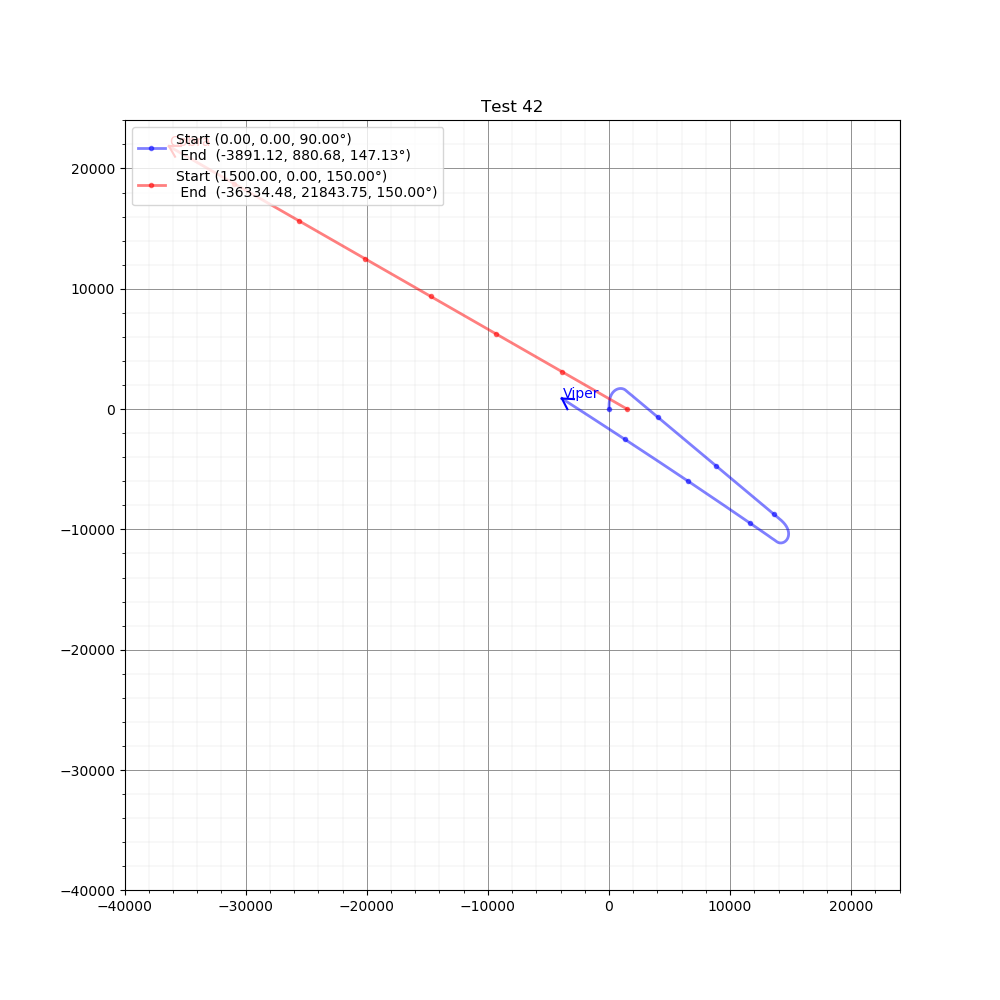 Test 42
Start (0.00, 0.00, 90.00°)
End  (-3891.12, 880.68, 147.13°)
Start (1500.00, 0.00, 150.00°)
End  (-36334.48, 21843.75, 150.00°)
20000
10000
0
−10000
−20000
−30000
−40000
Viper
−40000 −30000 −20000 −10000 0 10000 20000